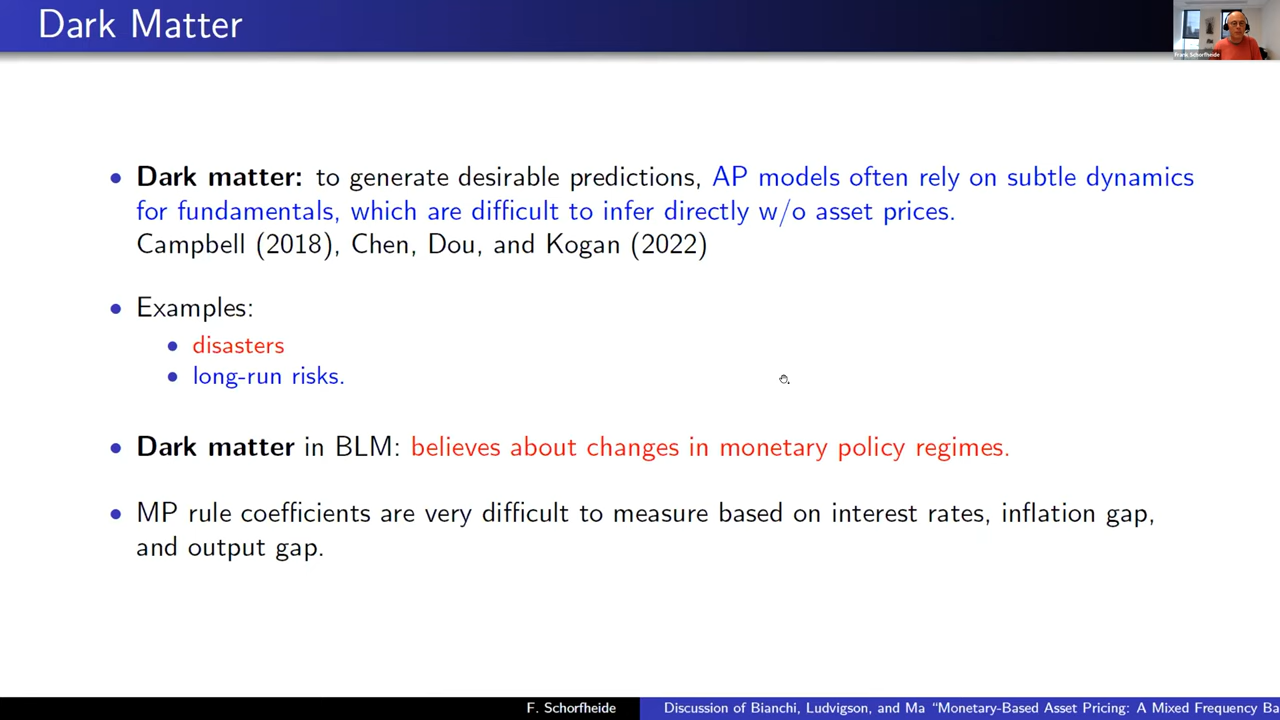 Dark Matter
Frank Schorfheide
• Dark matter: to generate desirable predictions, AP models often rely on subtle dynamics
for fundamentals, which are difficult to infer directly w/o asset prices.
Campbell (2018), Chen, Dou, and Kogan (2022)
• Examples:
• disasters
• long-run risks.
• Dark matter in BLM: believes about changes in monetary policy regimes.
• MP rule coefficients are very difficult to measure based on interest rates, inflation gap,
and output gap.
F. Schorfheide
Discussion of Bianchi, Ludvigson, and Ma “Monetary-Based Asset Pricing: A Mixed Frequency Ba